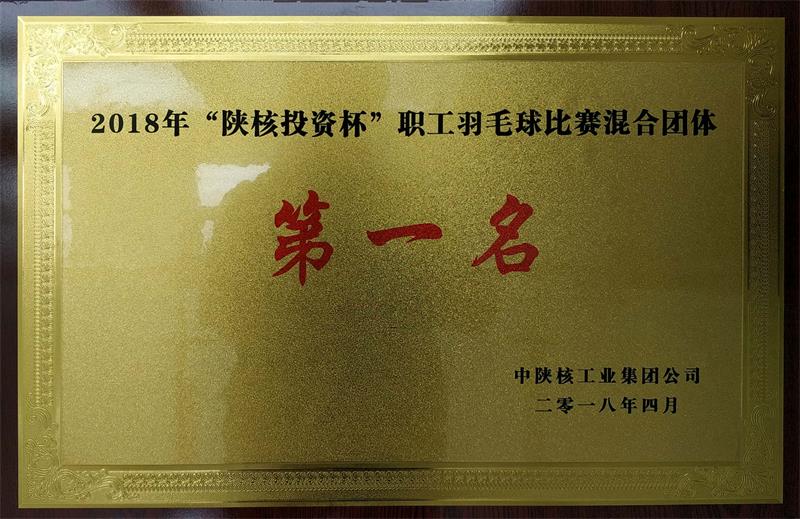 2018年“陕核投资杯”职工羽毛球比赛混合团体
第一名
中陕核工业集团公司
二零一八年四月